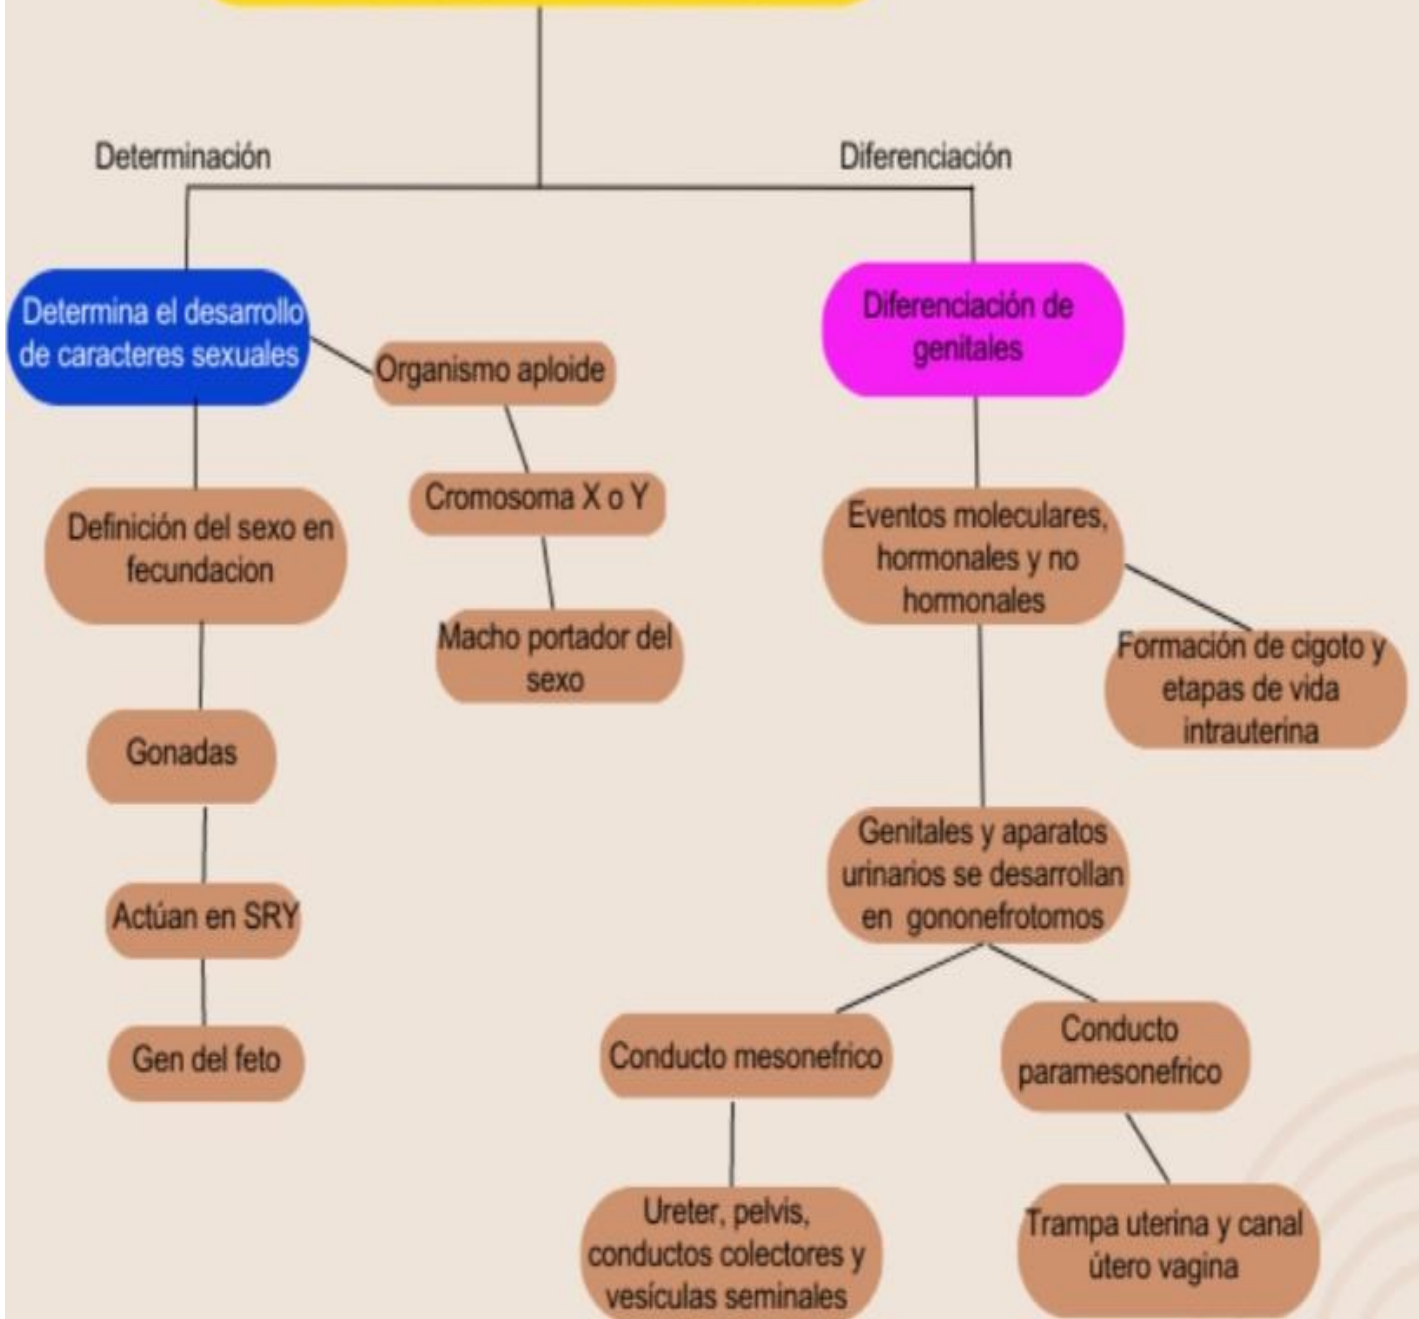 Determinación
Diferenciación
Determina el desarrollo
de caracteres sexuales
Organismo aploide
Cromosoma X o Y
Macho portador del
sexo
Definición del sexo en
fecundacion
Gonadas
Actúan en SRY
Gen del feto
Diferenciación de
genitales
Eventos moleculares,
hormonales y no
hormonales
Formación de cigoto y
etapas de vida
intrauterina
Genitales y aparatos
urinarios se desarrollan
en gononefrotomos
Conducto mesonefrico
Ureter, pelvis,
conductos colectores y
vesículas seminales
Conducto
paramesonefrico
Trampa uterina y canal
útero vagina